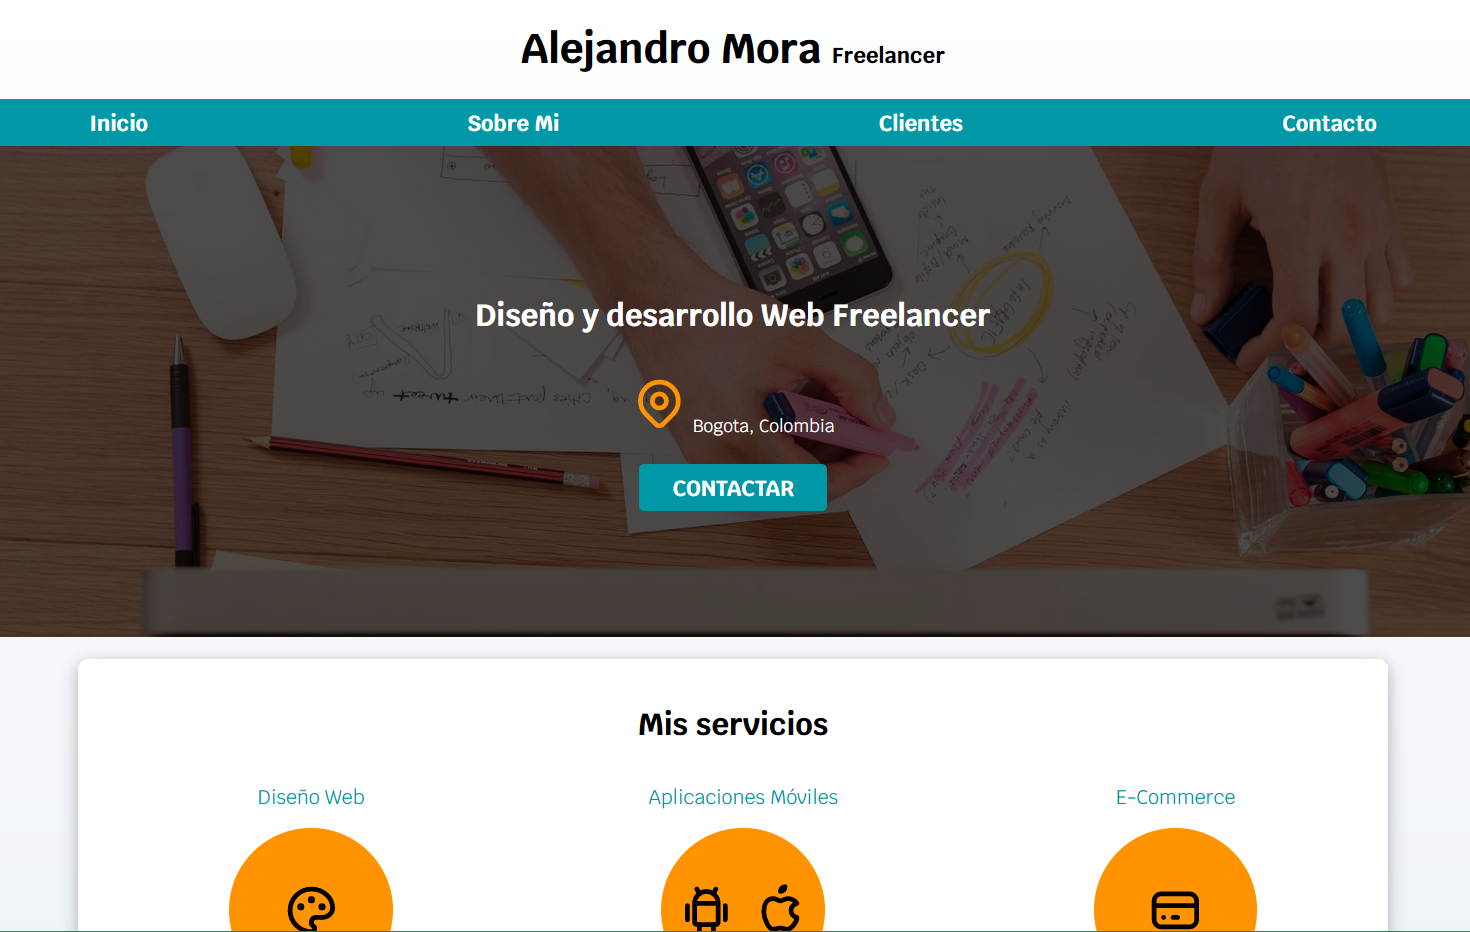 Alejandro Mora Freelancer
Inicio Sobre Mi Clientes Contacto
Diseño y desarrollo Web Freelancer
Bogota, Colombia
CONTACTAR
Mis servicios
Diseño Web Aplicaciones Móviles E-Commerce